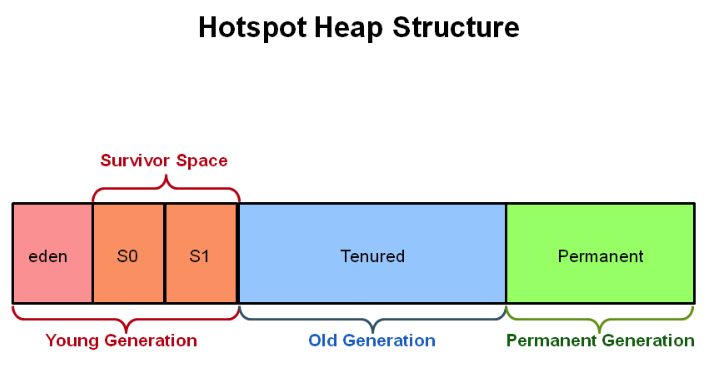 Hotspot Heap Structure
Survivor Space
eden
S0
S1
Tenured
Permanent
Young Generation
Old Generation
Permanent Generation